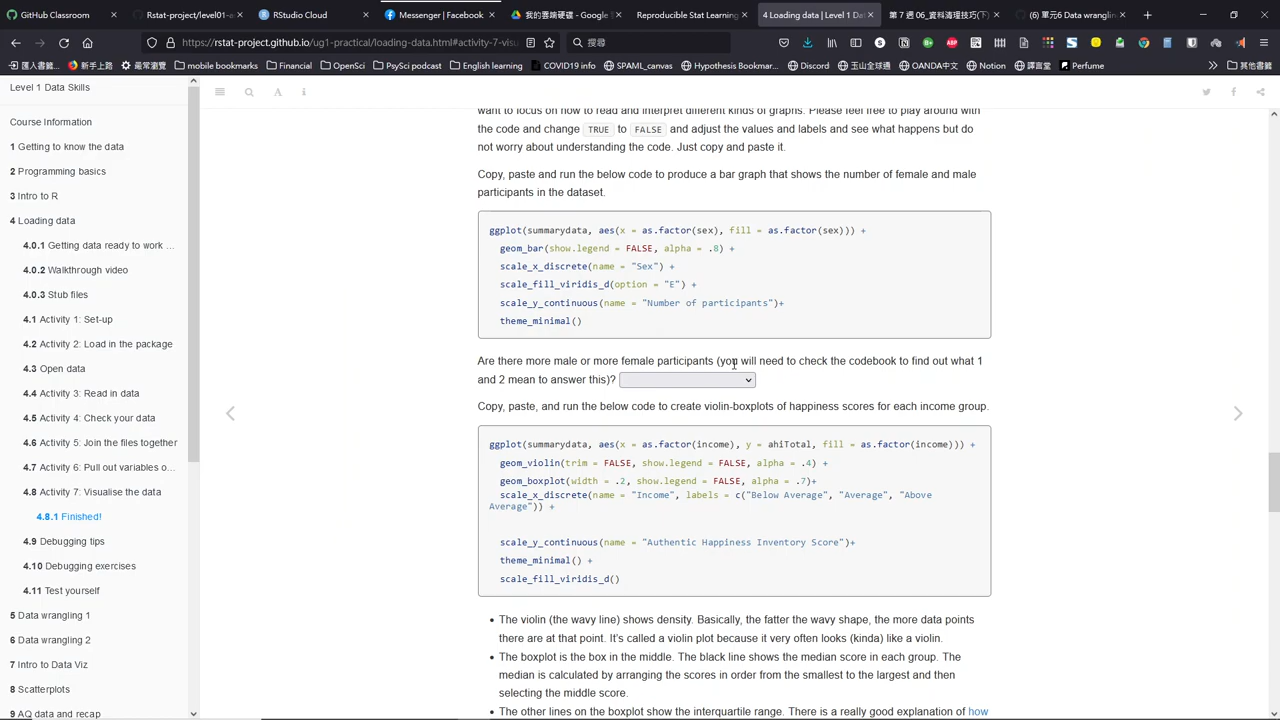 GitHub Classroom
Rstat-project/level01-a
RStudio Cloud
Messenger | Facebook
我的雲端硬碟 - Google
Reproducible Stat Learning
4 Loading data | Level 1 Da
第 7 週 06_資料清理技巧(下)
(6) 單元6 Data wrangling
https://rstat-project.github.io/ug1-practical/loading-data.html#activity-7-visu
搜尋
匯入書籤...
新手上路
最常瀏覽
mobile bookmarks
Financial
OpenSci
PsySci podcast
English learning
COVID19 info
SPAML_canvas
Hypothesis Bookmar...
Discord
玉山全球通
OANDA中文
Notion
譯言堂
Perfume
其他書籤
Level 1 Data Skills
Course Information
1 Getting to know the data
2 Programming basics
3 Intro to R
4 Loading data
4.0.1 Getting data ready to work ...
4.0.2 Walkthrough video
4.0.3 Stub files
4.1 Activity 1: Set-up
4.2 Activity 2: Load in the package
4.3 Open data
4.4 Activity 3: Read in data
4.5 Activity 4: Check your data
4.6 Activity 5: Join the files together
4.7 Activity 6: Pull out variables o...
4.8 Activity 7: Visualise the data
4.8.1 Finished!
4.9 Debugging tips
4.10 Debugging exercises
4.11 Test yourself
5 Data wrangling 1
6 Data wrangling 2
7 Intro to Data Viz
8 Scatterplots
9 AQ data and recap
want to focus on how to read and interpret different kinds of graphs. Please feel free to play around with
the code and change TRUE to FALSE and adjust the values and labels and see what happens but do
not worry about understanding the code. Just copy and paste it.
Copy, paste and run the below code to produce a bar graph that shows the number of female and male
participants in the dataset.
ggplot(summarydata, aes(x = as.factor(sex), fill = as.factor(sex))) +
geom_bar(show.legend = FALSE, alpha = .8) +
scale_x_discrete(name = "Sex") +
scale_fill_viridis_d(option = "E") +
scale_y_continuous(name = "Number of participants")+
theme_minimal()
Are there more male or more female participants (you will need to check the codebook to find out what 1
and 2 mean to answer this)?
Copy, paste, and run the below code to create violin-boxplots of happiness scores for each income group.
ggplot(summarydata, aes(x = as.factor(income), y = ahiTotal, fill = as.factor(income))) +
geom_violin(trim = FALSE, show.legend = FALSE, alpha = .4) +
geom_boxplot(width = .2, show.legend = FALSE, alpha = .7)+
scale_x_discrete(name = "Income", labels = c("Below Average", "Average", "Above
Average")) +
scale_y_continuous(name = "Authentic Happiness Inventory Score")+
theme_minimal() +
scale_fill_viridis_d()
• The violin (the wavy line) shows density. Basically, the fatter the wavy shape, the more data points
there are at that point. It's called a violin plot because it very often looks (kinda) like a violin.
• The boxplot is the box in the middle. The black line shows the median score in each group. The
median is calculated by arranging the scores in order from the smallest to the largest and then
selecting the middle score.
• The other lines on the boxplot show the interquartile range. There is a really good explanation of how